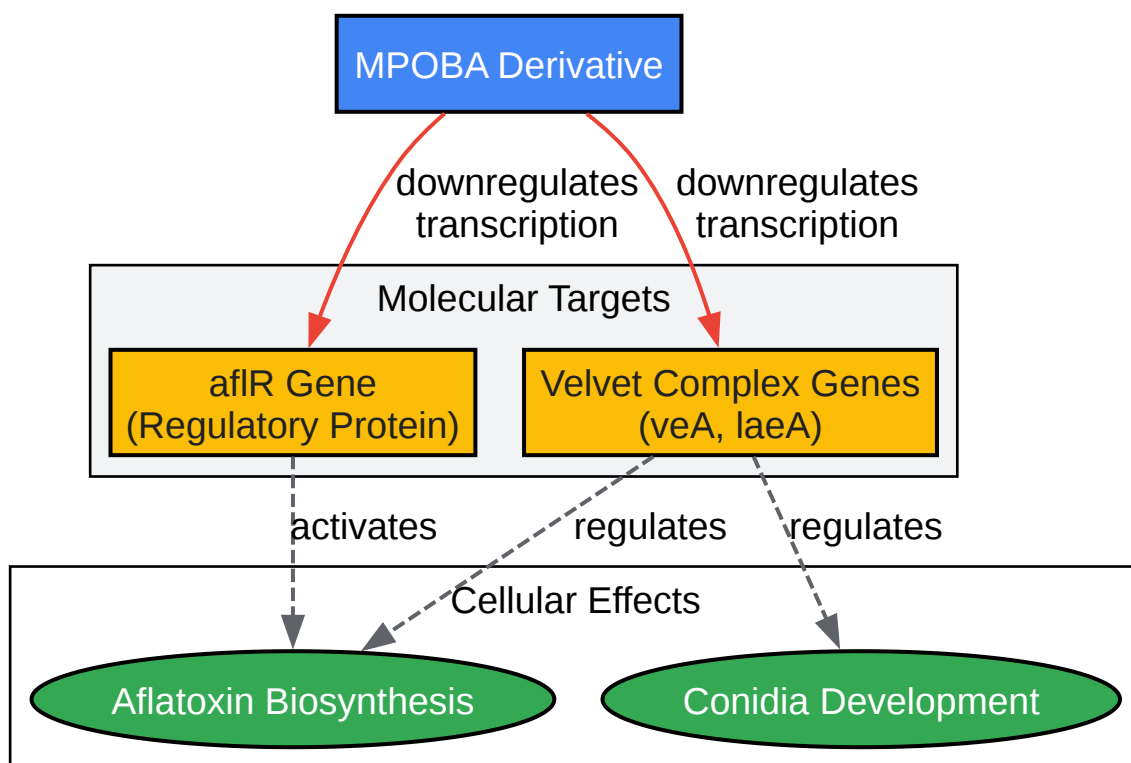 MPOBA Derivative
downregulates
transcription
downregulates
transcription
Molecular Targets
aflR Gene
(Regulatory Protein)
Velvet Complex Genes
(veA, laeA)
activates
regulates
regulates
Cellular Effects
Aflatoxin Biosynthesis
Conidia Development